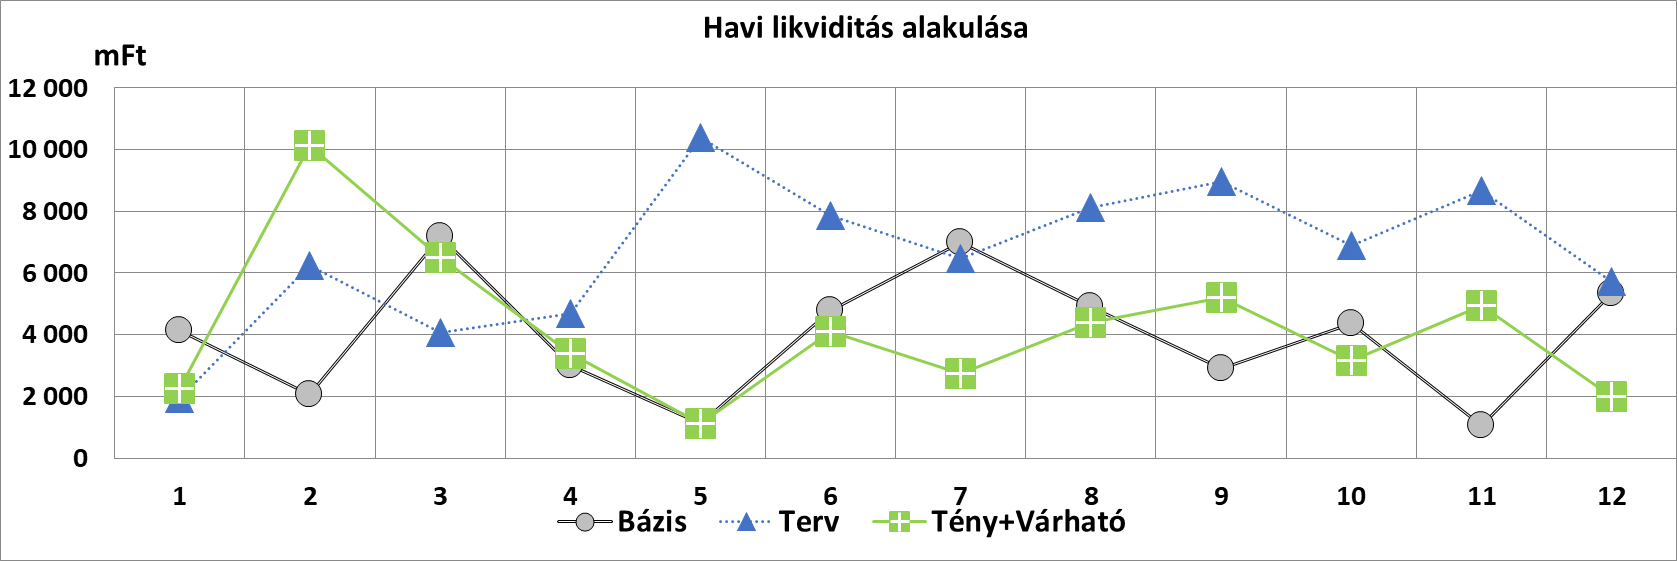 Havi likviditás alakulása
mFt
12 000
10 000
8 000
6 000
4 000
2 000
0
1 2 3 4 5 6 7 8 9 10 11 12
Bázis Terv Tény+Várható